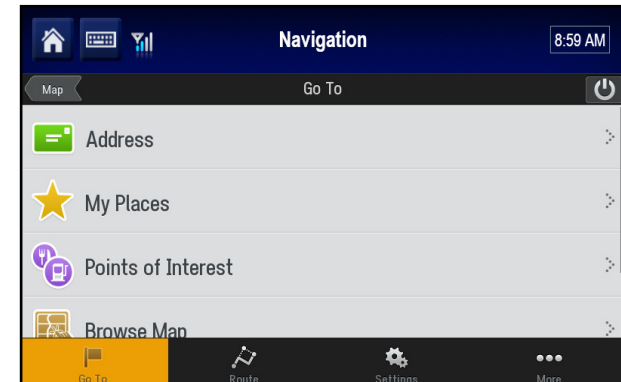 Navigation
8:59 AM
Map
Go To
Address
My Places
Points of Interest
Browse Map
Go To
Route
Settings
More